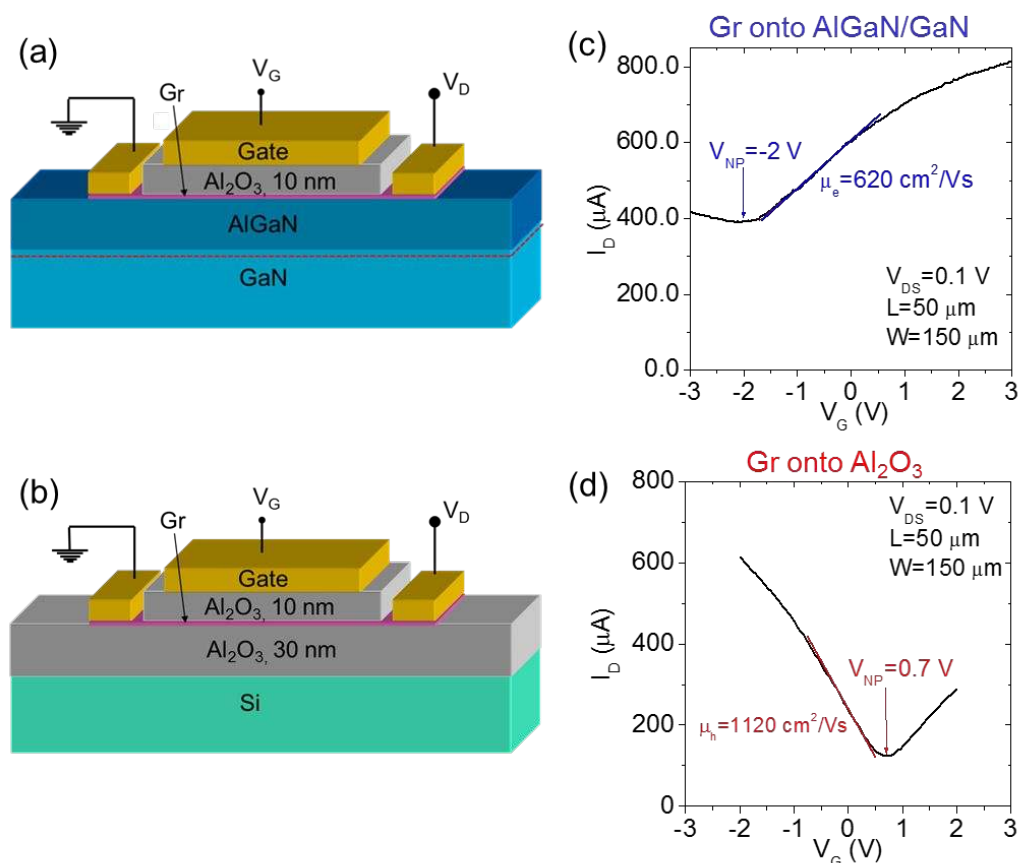 (a)
V_G
V_D
Gr
Gate
Al₂O₃, 10 nm
AlGaN
GaN
(b)
V_G
V_D
Gr
Gate
Al₂O₃, 10 nm
Al₂O₃, 30 nm
Si
(c)
Gr onto AlGaN/GaN
800.0
600.0
400.0
200.0
0.0
I_D (μA)
V_NP=-2 V
μ_e=620 cm²/Vs
V_DS=0.1 V
L=50 μm
W=150 μm
-3 -2 -1 0 1 2 3
V_G (V)
(d)
Gr onto Al₂O₃
800
600
400
200
0
I_D (μA)
V_DS=0.1 V
L=50 μm
W=150 μm
V_NP=0.7 V
μ_h=1120 cm²/Vs
-3 -2 -1 0 1 2 3
V_G (V)